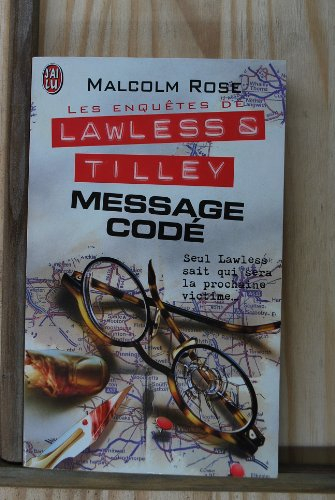 J'AI
LU
MALCOLM ROSE
LES ENQUÊTES DE
LAWLESS &
TILLEY
MESSAGE
CODÉ
Seul Lawless
sait qui sera
la prochaine
victime...